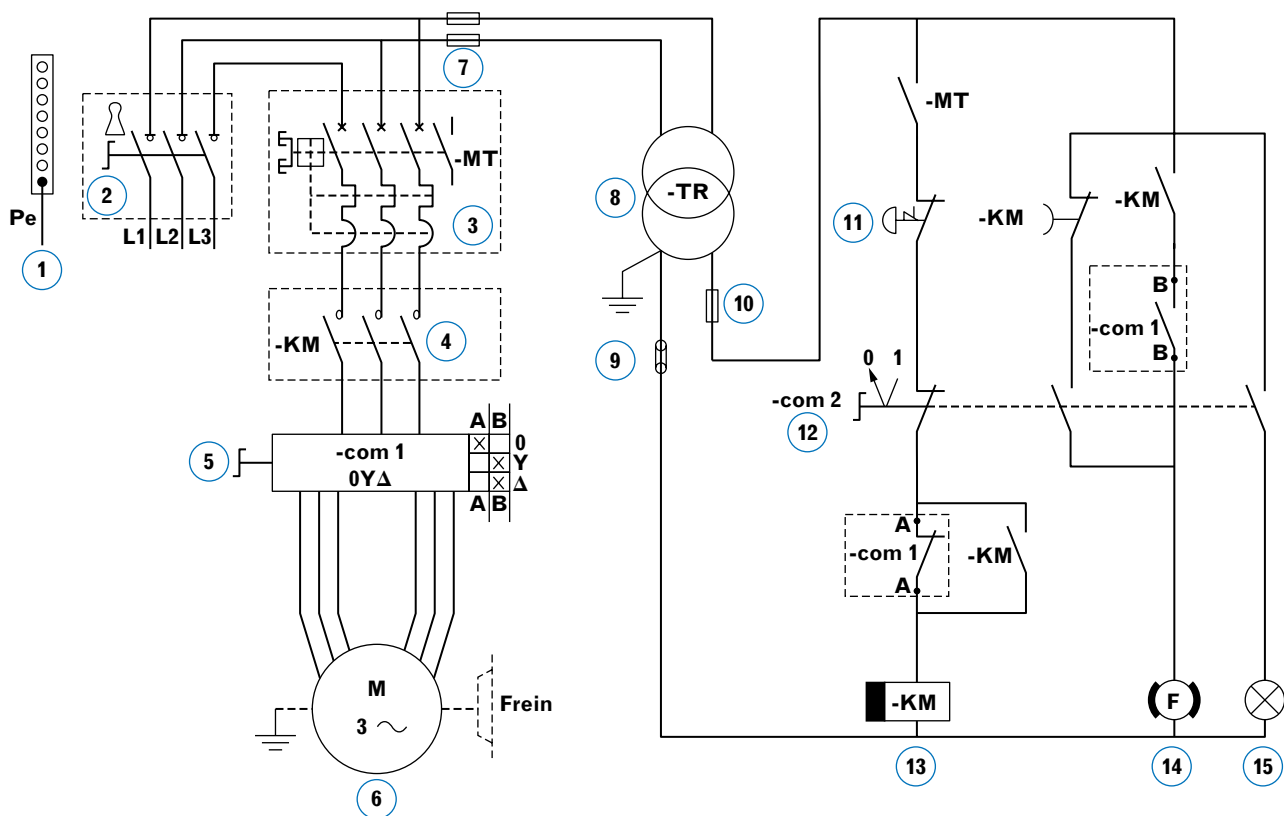 7
-MT
-MT
2
3
Pe
L1 L2 L3
1
8
-TR
11
-KM
-KM
10
B
-com 1
B
-KM
4
9
0 1
-com 2
12
A B
5
-com 1
0YΔ
X 0
X Y
X Δ
A B
A
-com 1
A
-KM
M
3
Frein
-KM
F
6
13
14
15